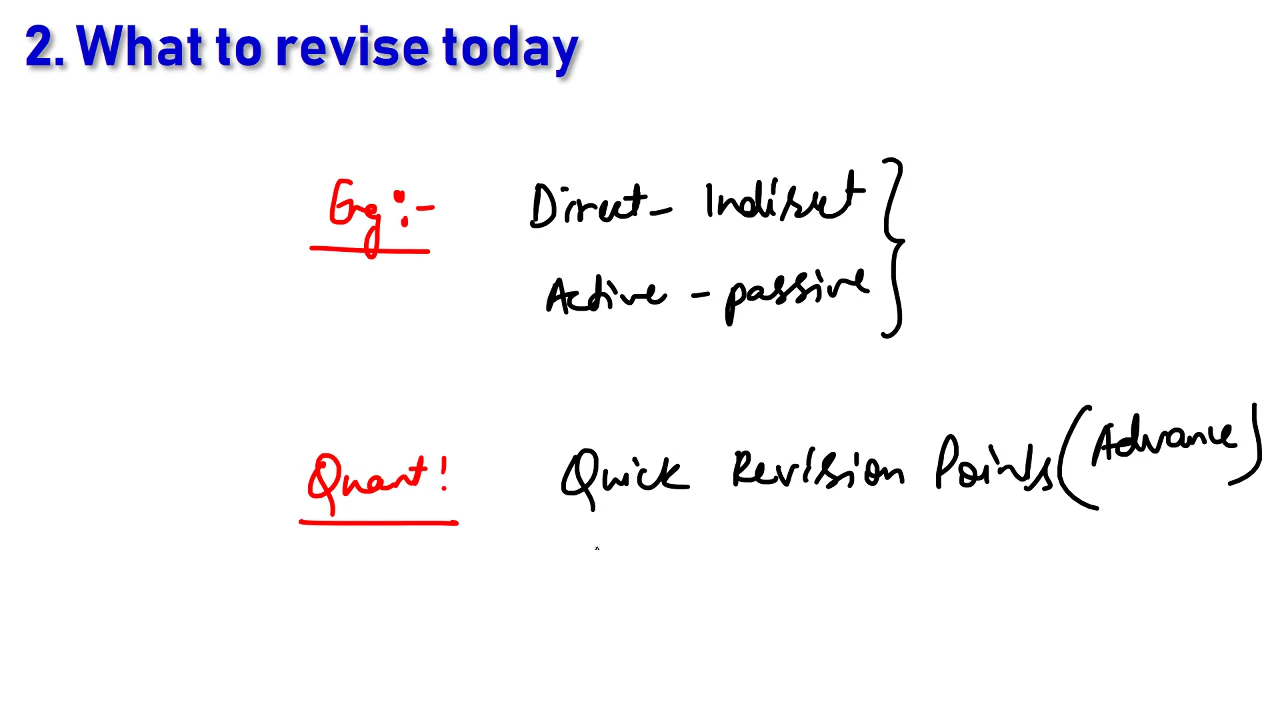 2. What to revise today
Eng :- Direct - Indirect
Active - passive
Quant : Quick Revision Points (Advance)